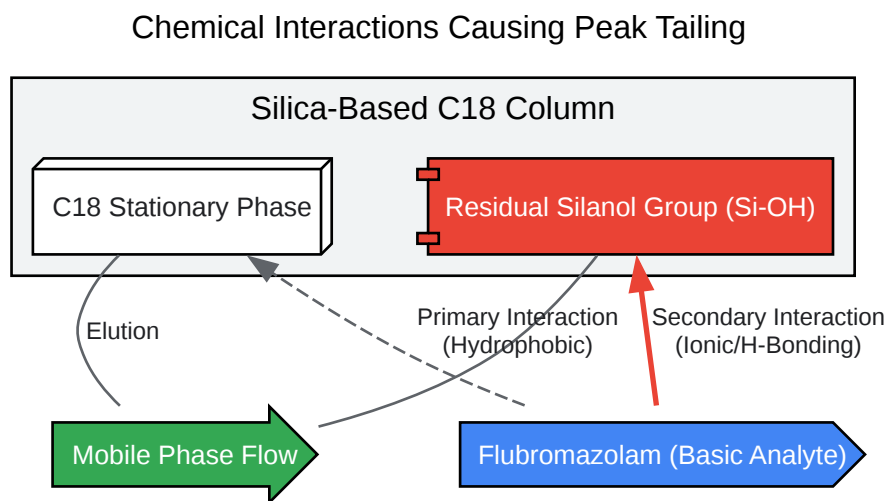 Chemical Interactions Causing Peak Tailing
Silica-Based C18 Column
C18 Stationary Phase
Residual Silanol Group (Si-OH)
Elution
Primary Interaction
(Hydrophobic)
Secondary Interaction
(Ionic/H-Bonding)
Mobile Phase Flow
Flubromazolam (Basic Analyte)